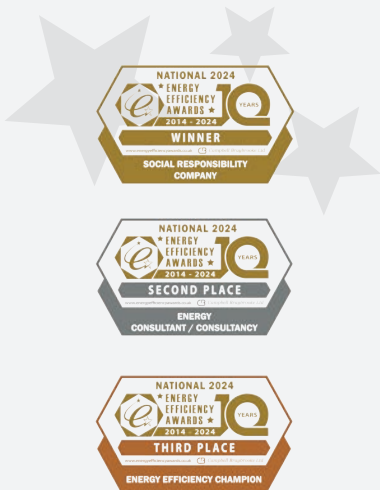 NATIONAL 2024
ENERGY
EFFICIENCY
AWARDS
10 YEARS
2014 - 2024
WINNER
SOCIAL RESPONSIBILITY
COMPANY
NATIONAL 2024
ENERGY
EFFICIENCY
AWARDS
10 YEARS
2014 - 2024
SECOND PLACE
ENERGY
CONSULTANT / CONSULTANCY
NATIONAL 2024
ENERGY
EFFICIENCY
AWARDS
10 YEARS
2014 - 2024
THIRD PLACE
ENERGY EFFICIENCY CHAMPION